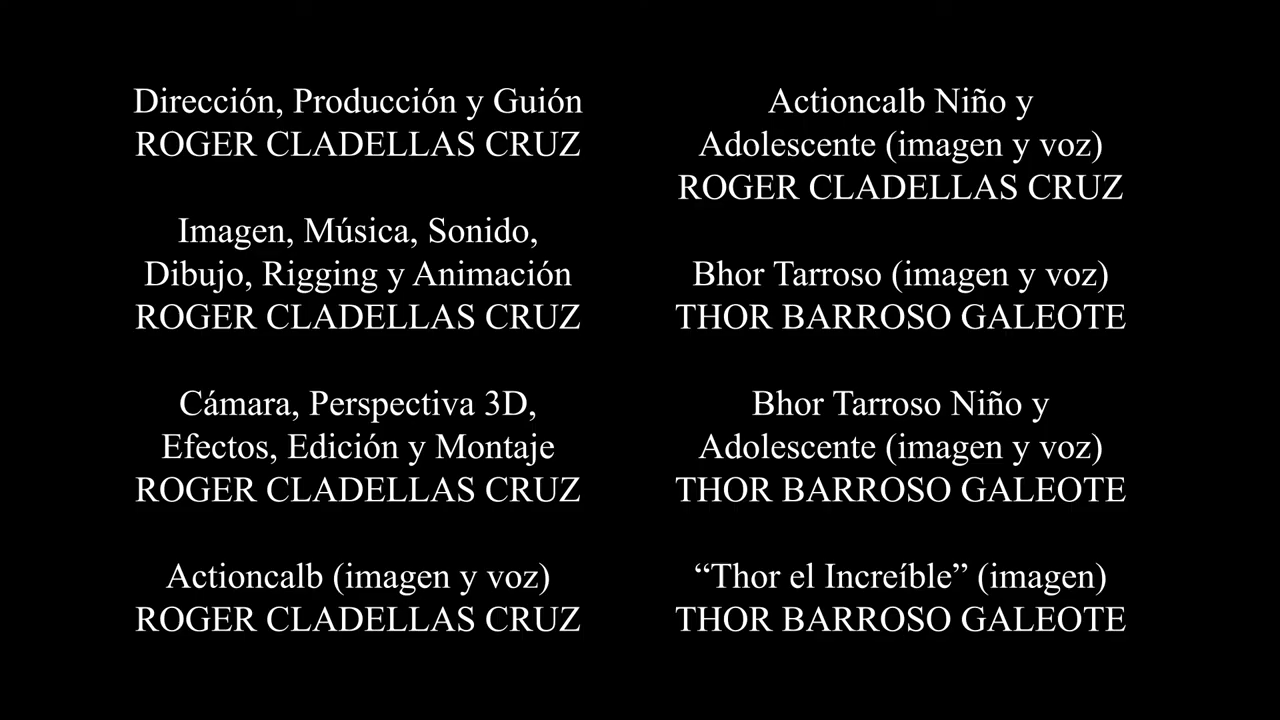 Dirección, Producción y Guión
ROGER CLADELLAS CRUZ
Imagen, Música, Sonido,
Dibujo, Rigging y Animación
ROGER CLADELLAS CRUZ
Cámara, Perspectiva 3D,
Efectos, Edición y Montaje
ROGER CLADELLAS CRUZ
Actioncalb (imagen y voz)
ROGER CLADELLAS CRUZ
Actioncalb Niño y
Adolescente (imagen y voz)
ROGER CLADELLAS CRUZ
Bhor Tarroso (imagen y voz)
THOR BARROSO GALEOTE
Bhor Tarroso Niño y
Adolescente (imagen y voz)
THOR BARROSO GALEOTE
“Thor el Increíble” (imagen)
THOR BARROSO GALEOTE